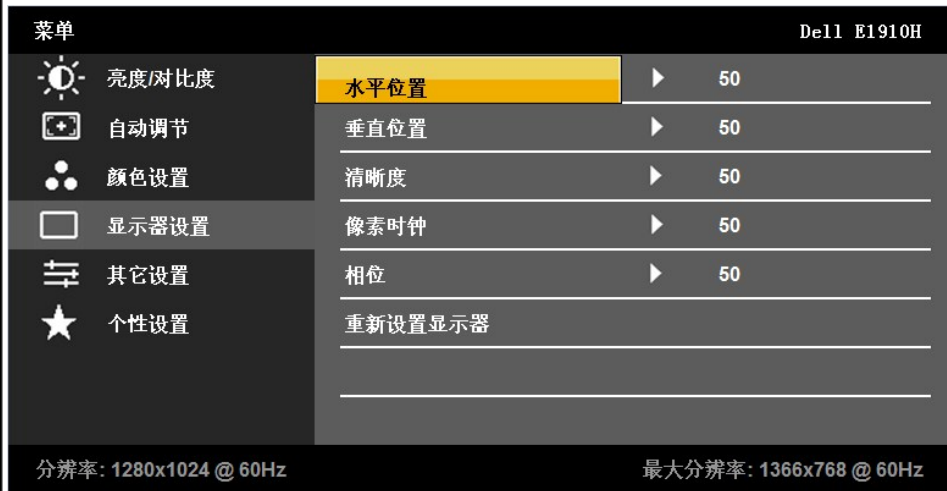 菜单 Dell E1910H
亮度/对比度 水平位置 50
自动调节 垂直位置 50
颜色设置 清晰度 50
显示器设置 像素时钟 50
其它设置 相位 50
个性设置 重新设置显示器
分辨率: 1280x1024 @ 60Hz 最大分辨率: 1366x768 @ 60Hz